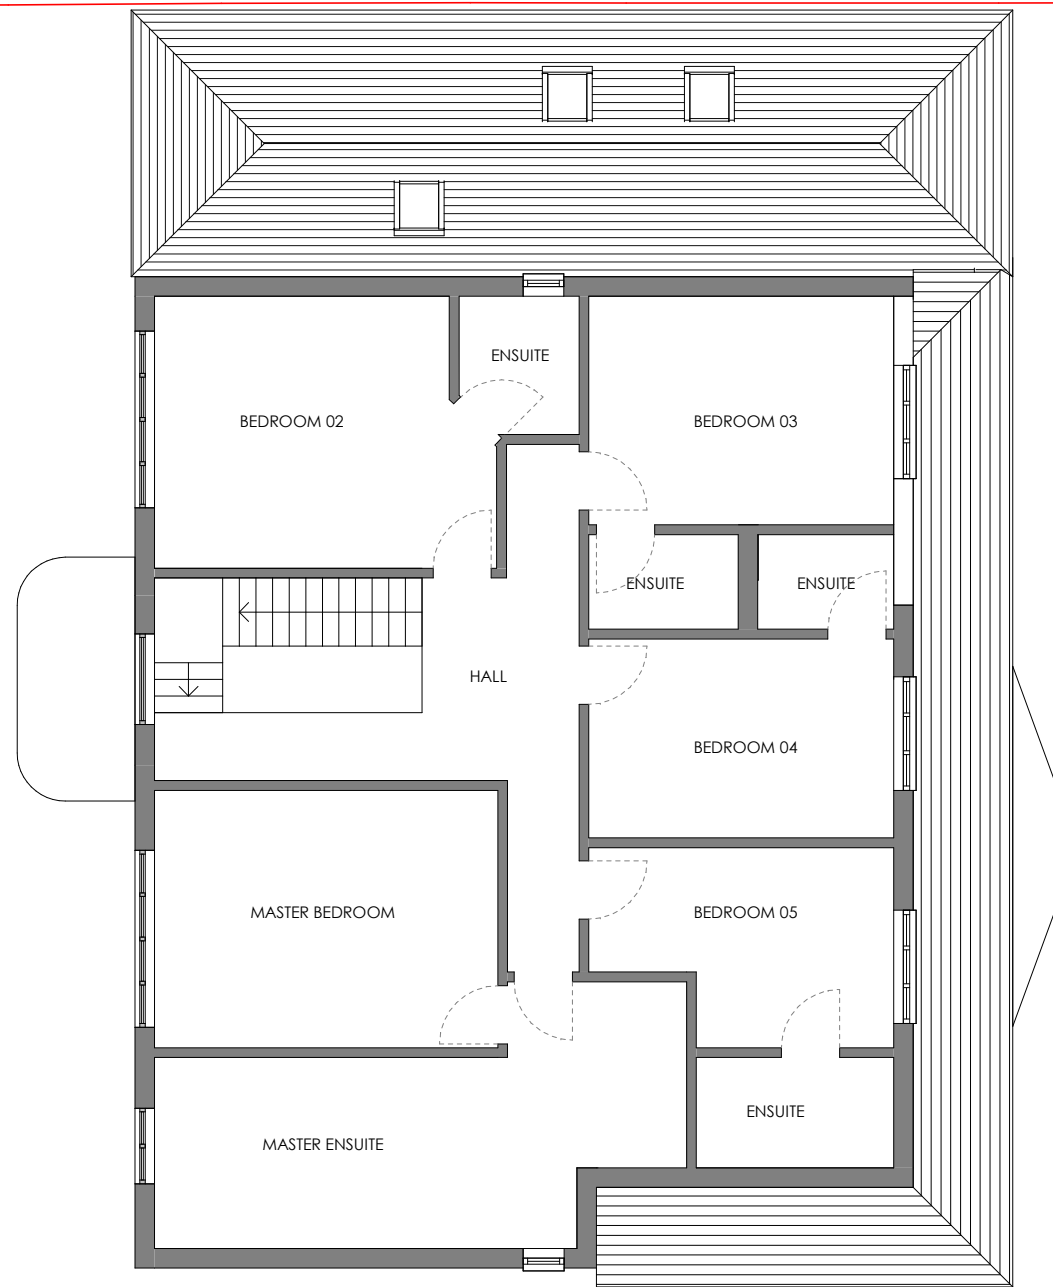 ENSUITE
BEDROOM 02
BEDROOM 03
ENSUITE
ENSUITE
HALL
BEDROOM 04
MASTER BEDROOM
BEDROOM 05
ENSUITE
MASTER ENSUITE